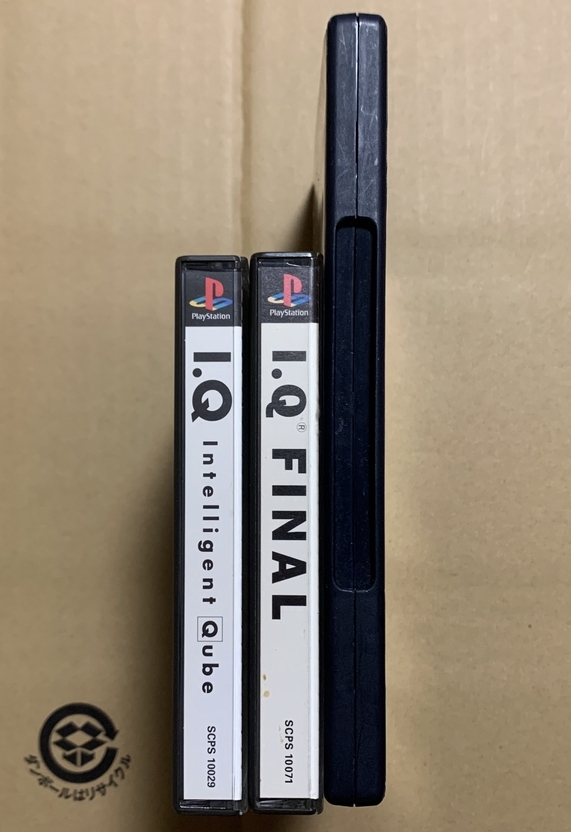 PlayStation
I.Q Intelligent Qube
SCPS 10029
PlayStation
I.Q® FINAL
SCPS 10071
ダンボールはリサイクル